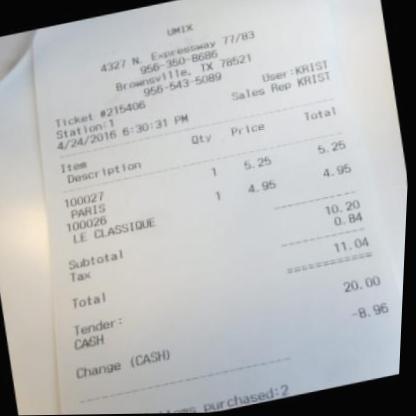 UMIX
4327 N. Expressway 77/83
956-350-8686
Brownsville, TX 78521
956-543-5089
Ticket #215406 User:KRIST
Station:1 Sales Rep KRIST
4/24/2016 6:30:31 PM
Item Qty Price Total
Description
100027 1 5.25 5.25
PARIS
100026 1 4.95 4.95
LE CLASSIQUE
Subtotal 10.20
Tax 0.84
Total 11.04
Tender:
CASH 20.00
Change (CASH) -8.96
purchased:2